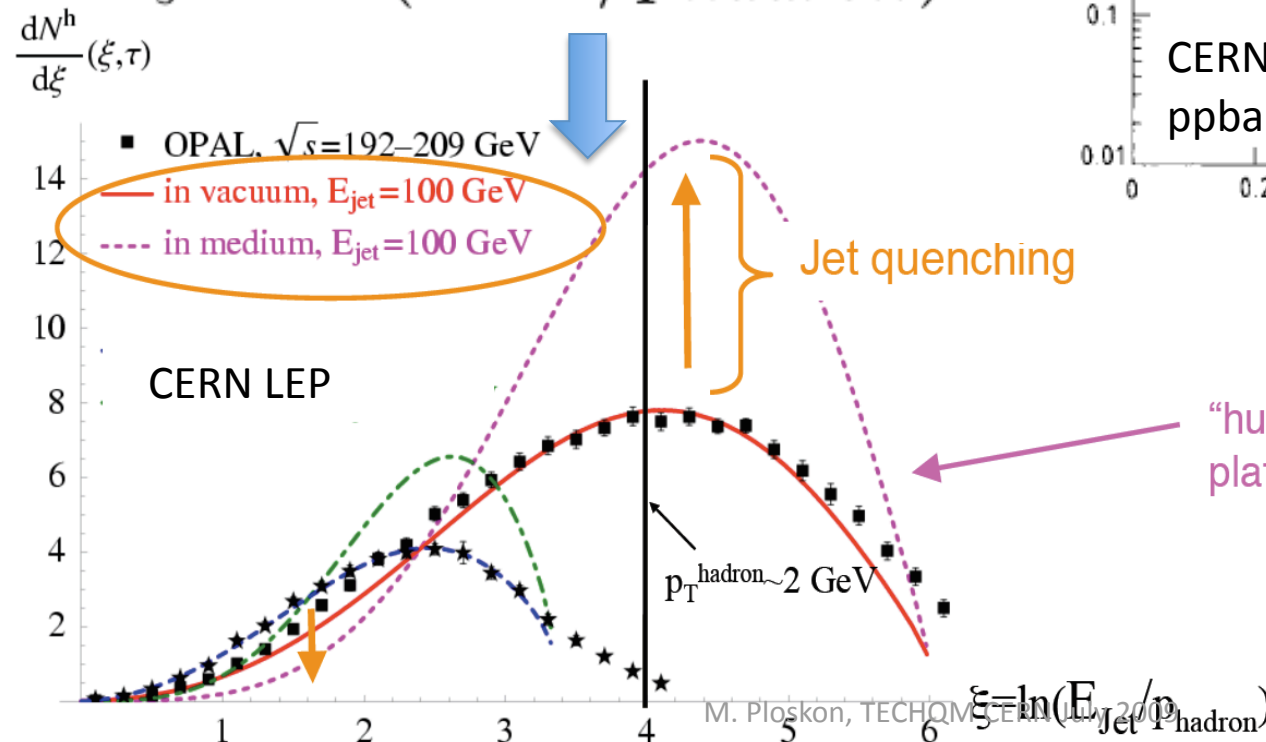 dNʰ
dξ
(ξ,τ)
OPAL, √s=192–209 GeV
in vacuum, E_jet=100 GeV
in medium, E_jet=100 GeV
14
12
10
8
6
4
2
CERN LEP
Jet quenching
p_T^hadron~2 GeV
0.1
0.01
0
CERN
1
2
3
4
5
6
ξ=ln(E_Jet/p_hadron)
M. Ploskon, TECHQM CERN July 2009